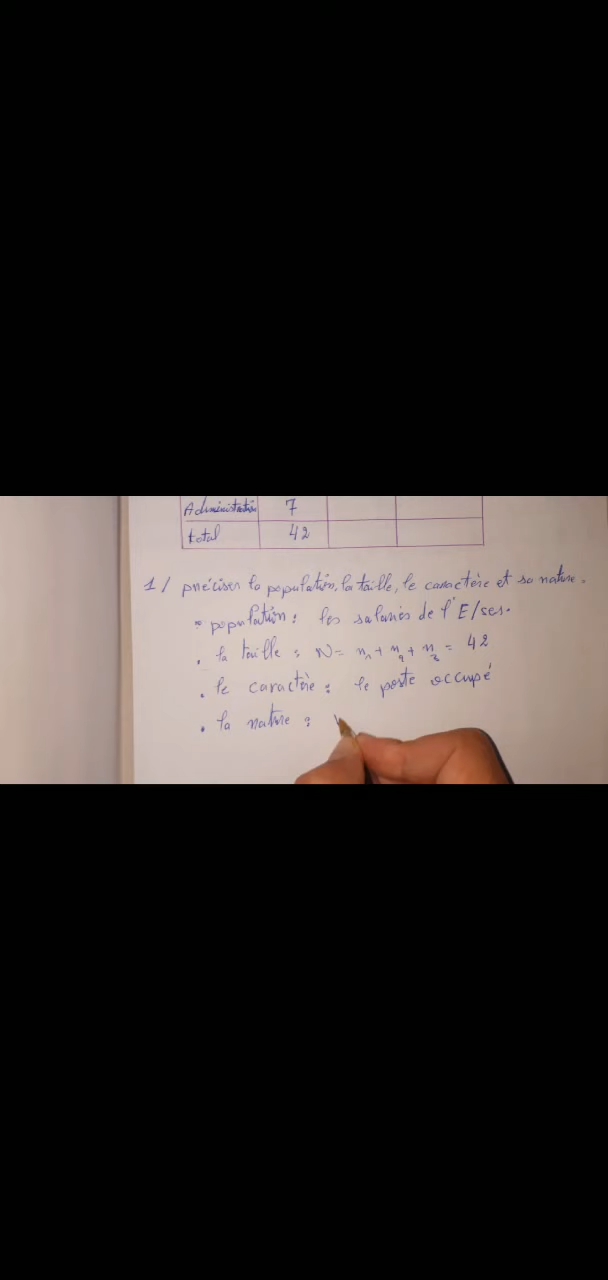 Administration 7
total 42
1/ préciser la population, la taille, le caractère et sa nature.
• population : les salariés de l'E/ses.
• la taille : N = n₁ + n₂ + n₃ = 42
• le caractère : le poste occupé
• la nature :